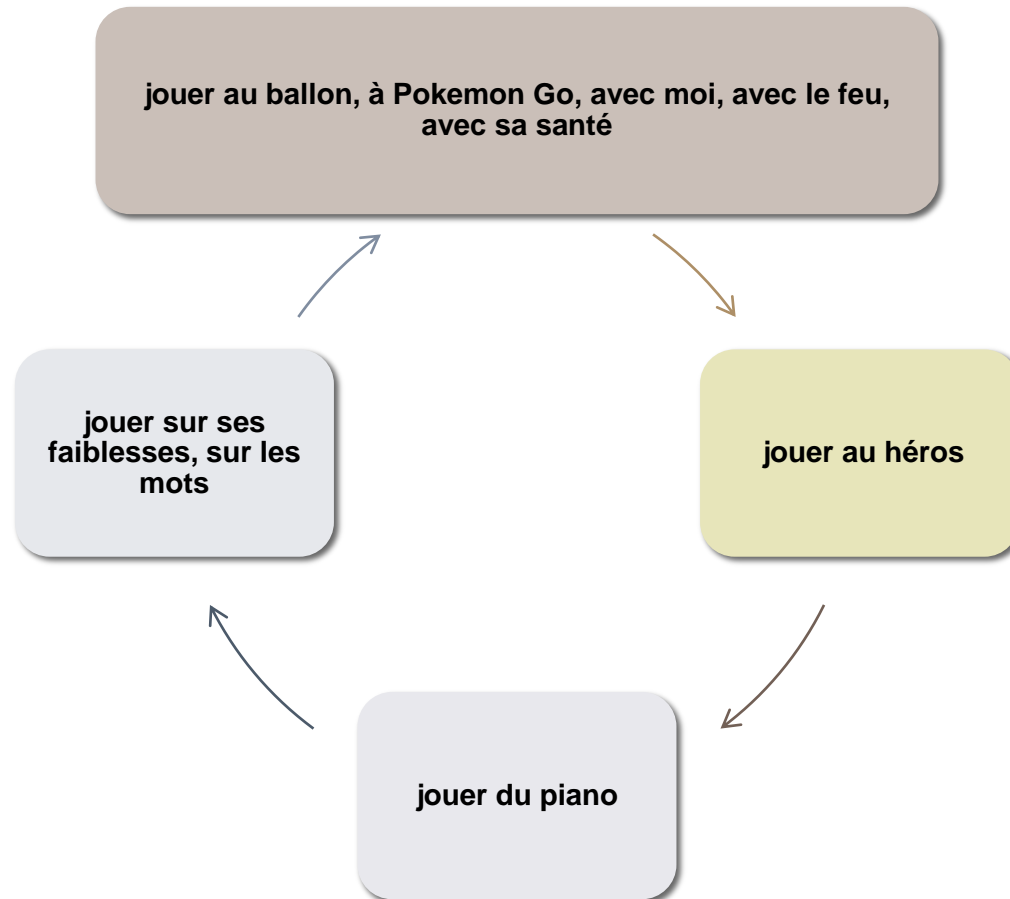 jouer au ballon, à Pokemon Go, avec moi, avec le feu,
avec sa santé
jouer sur ses
faiblesses, sur les
mots
jouer au héros
jouer du piano